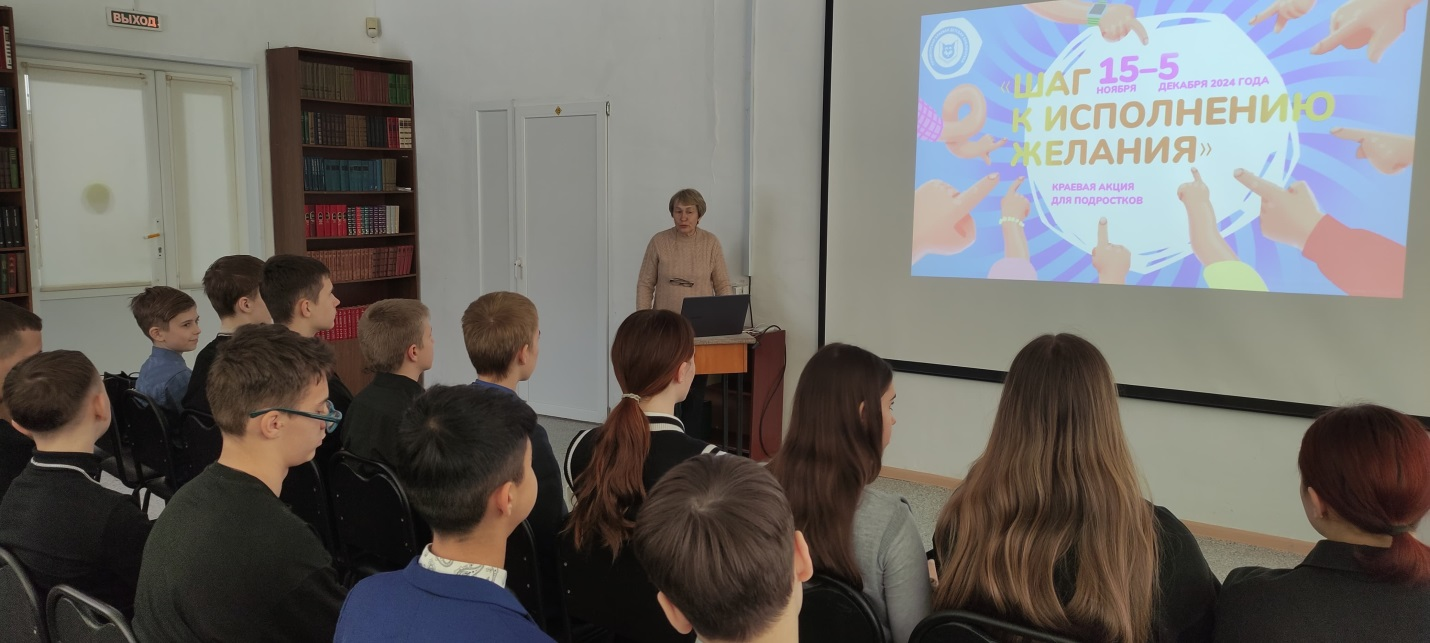 ВЫХОД
15–5
«ШАГ НОЯБРЯ ДЕКАБРЯ 2024 ГОДА
К ИСПОЛНЕНИЮ
ЖЕЛАНИЯ»
КРАЕВАЯ АКЦИЯ
ДЛЯ ПОДРОСТКОВ